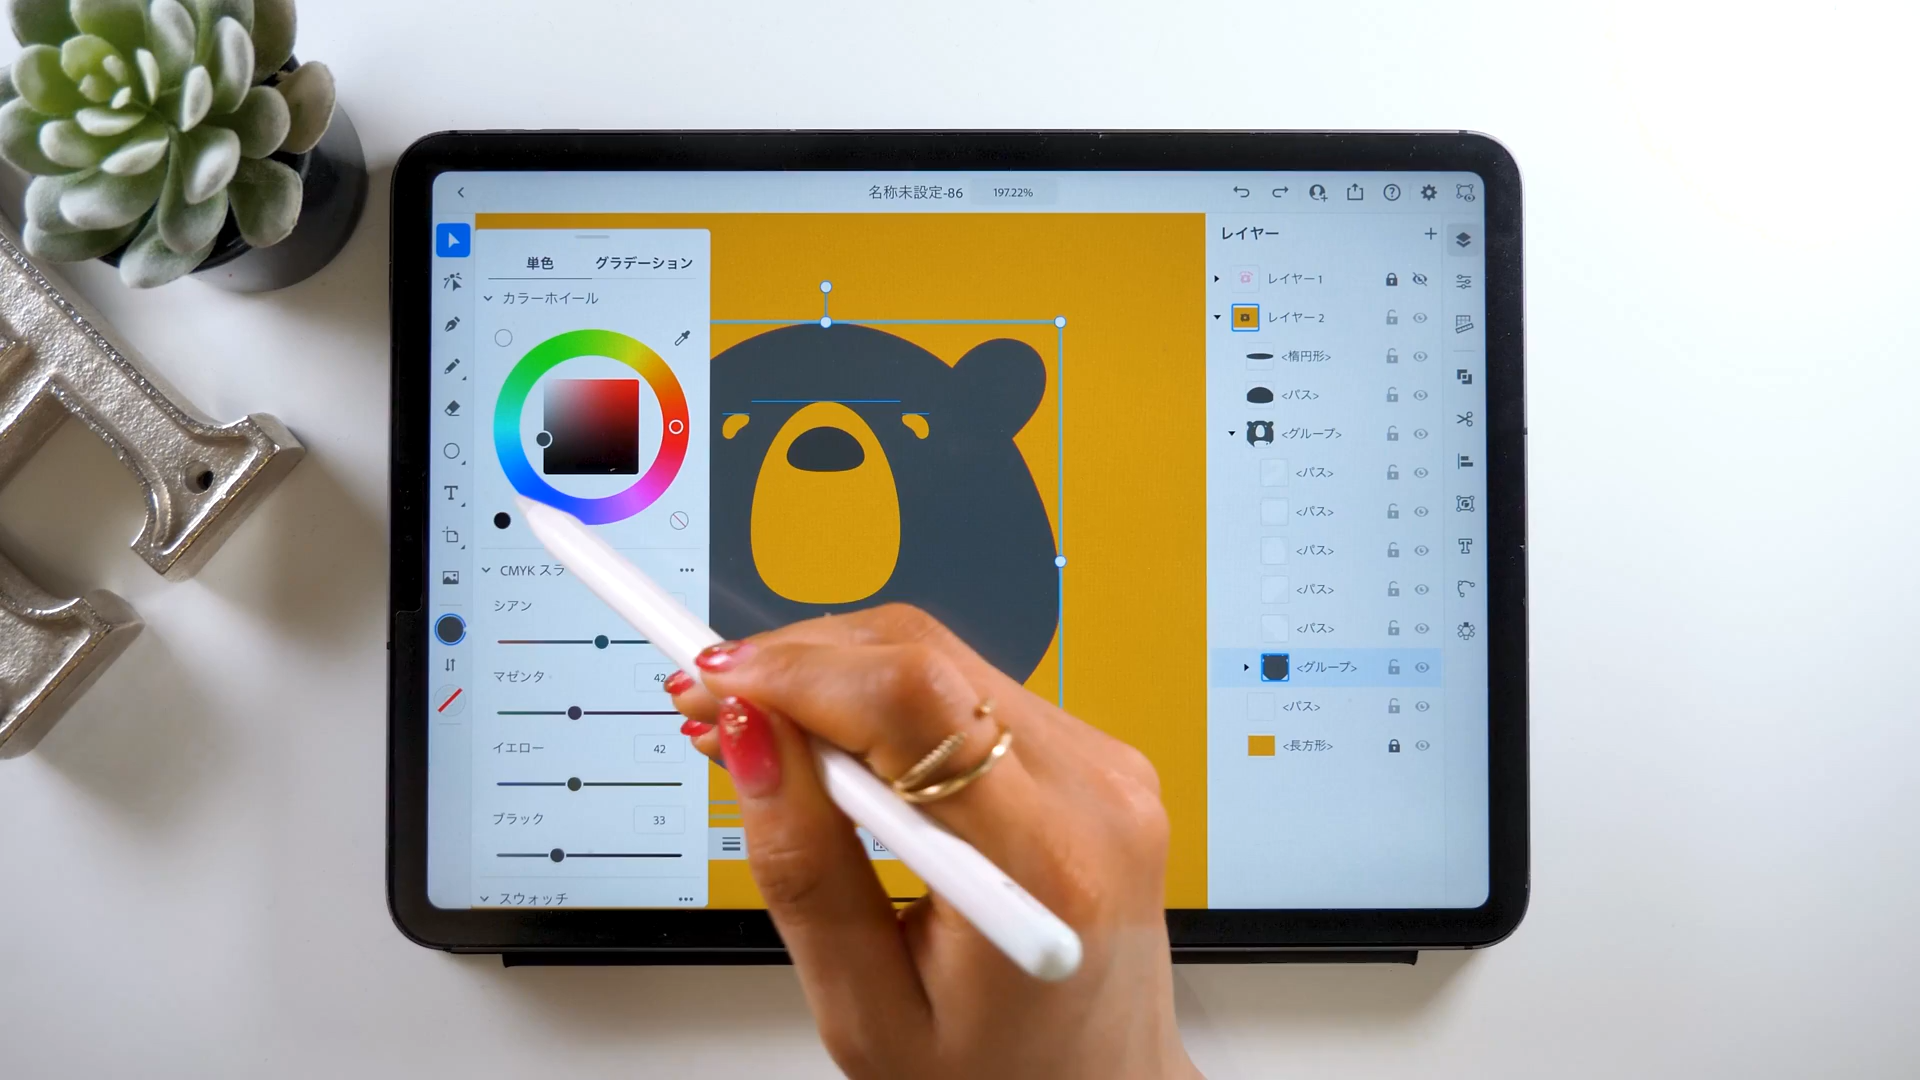 名称未設定-86 197.22%
単色 グラデーション
カラーホイール
CMYK スラ
シアン
マゼンタ 42
イエロー 42
ブラック 33
スウォッチ
T
レイヤー
レイヤー 1
レイヤー 2
<楕円形>
<パス>
<グループ>
<パス>
<パス>
<パス>
<パス>
<パス>
<グループ>
<パス>
<長方形>
T